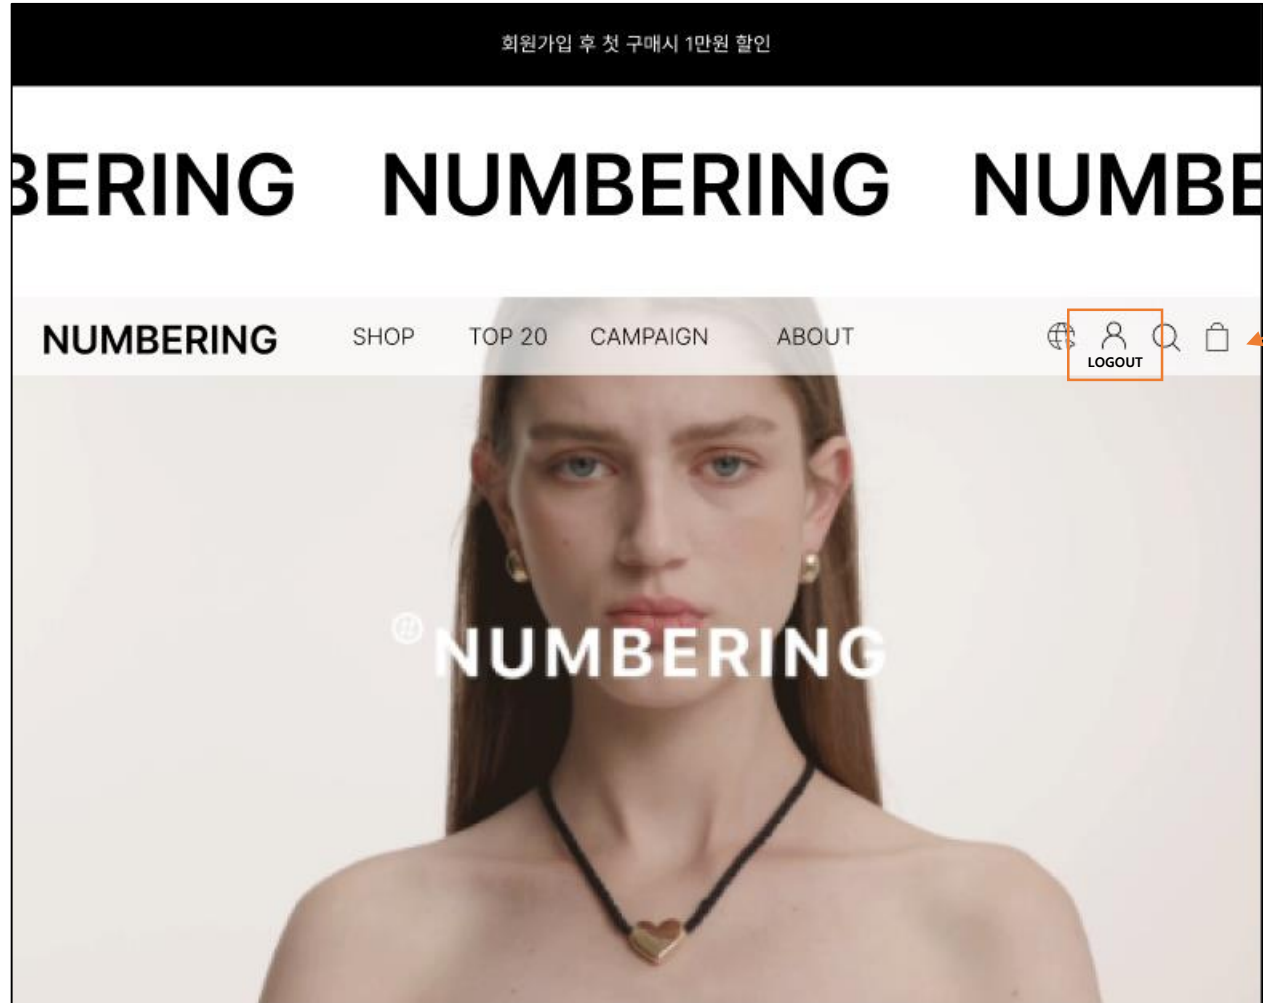 회원가입 후 첫 구매시 1만원 할인
BERING NUMBERING NUMBE
NUMBERING SHOP TOP 20 CAMPAIGN ABOUT
LOGOUT
# NUMBERING